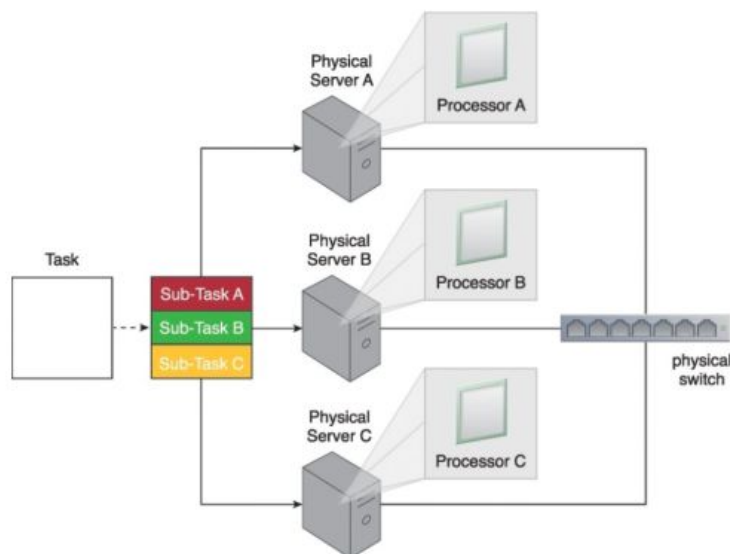 Physical
Server A
Processor A
Task
Sub-Task A
Sub-Task B
Sub-Task C
Physical
Server B
Processor B
physical
switch
Physical
Server C
Processor C